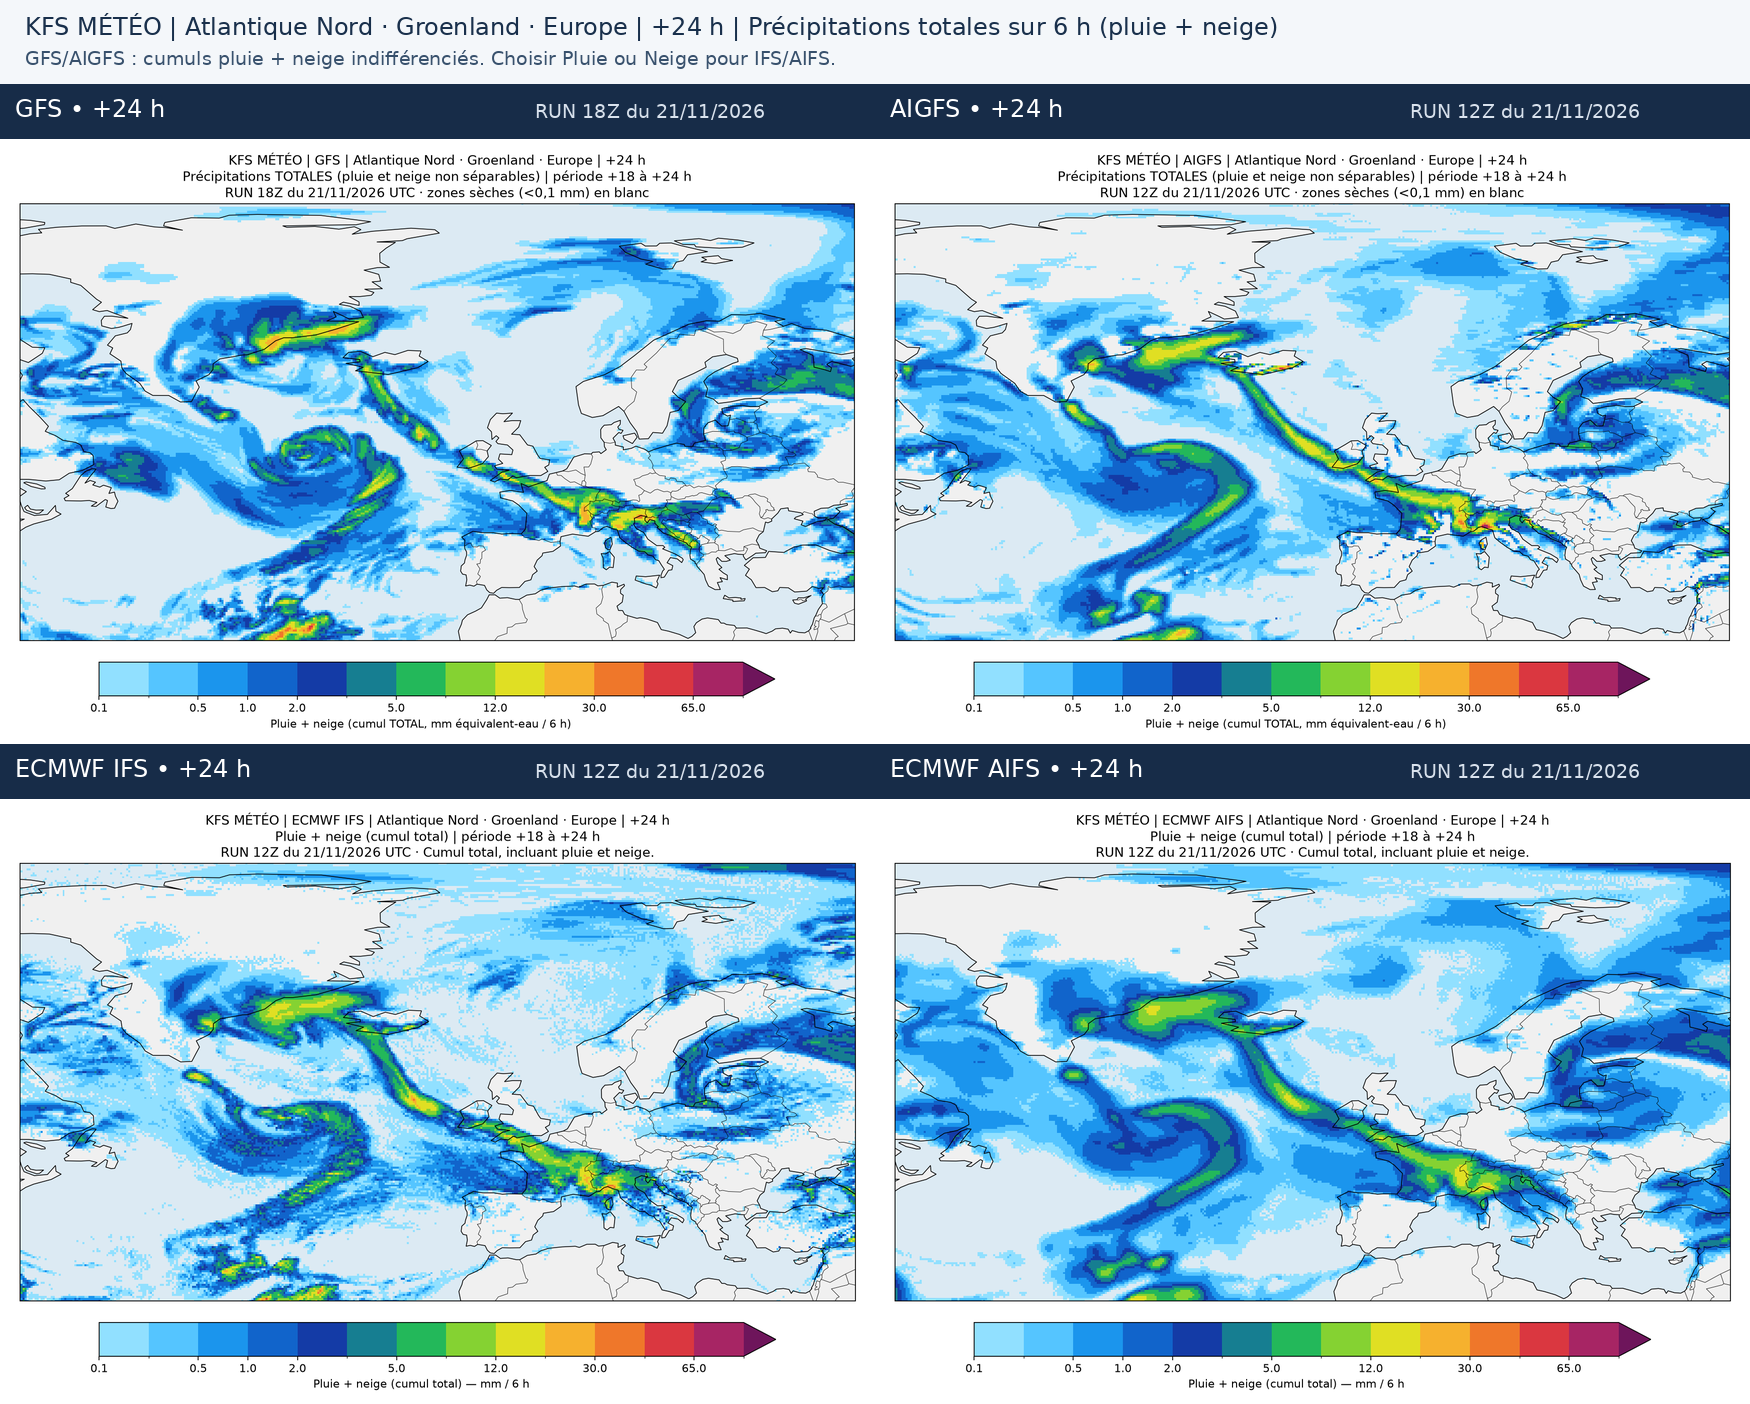 KFS MÉTÉO | Atlantique Nord · Groenland · Europe | +24 h | Précipitations totales sur 6 h (pluie + neige)
GFS/AIGFS : cumuls pluie + neige indifférenciés. Choisir Pluie ou Neige pour IFS/AIFS.
GFS • +24 h RUN 18Z du 21/11/2026
AIGFS • +24 h RUN 12Z du 21/11/2026
KFS MÉTÉO | GFS | Atlantique Nord · Groenland · Europe | +24 h
Précipitations TOTALES (pluie et neige non séparables) | période +18 à +24 h
RUN 18Z du 21/11/2026 UTC · zones sèches (<0,1 mm) en blanc
KFS MÉTÉO | AIGFS | Atlantique Nord · Groenland · Europe | +24 h
Précipitations TOTALES (pluie et neige non séparables) | période +18 à +24 h
RUN 12Z du 21/11/2026 UTC · zones sèches (<0,1 mm) en blanc
0.1 0.5 1.0 2.0 5.0 12.0 30.0 65.0
Pluie + neige (cumul TOTAL, mm équivalent-eau / 6 h)
0.1 0.5 1.0 2.0 5.0 12.0 30.0 65.0
Pluie + neige (cumul TOTAL, mm équivalent-eau / 6 h)
ECMWF IFS • +24 h RUN 12Z du 21/11/2026
ECMWF AIFS • +24 h RUN 12Z du 21/11/2026
KFS MÉTÉO | ECMWF IFS | Atlantique Nord · Groenland · Europe | +24 h
Pluie + neige (cumul total) | période +18 à +24 h
RUN 12Z du 21/11/2026 UTC · Cumul total, incluant pluie et neige.
KFS MÉTÉO | ECMWF AIFS | Atlantique Nord · Groenland · Europe | +24 h
Pluie + neige (cumul total) | période +18 à +24 h
RUN 12Z du 21/11/2026 UTC · Cumul total, incluant pluie et neige.
0.1 0.5 1.0 2.0 5.0 12.0 30.0 65.0
Pluie + neige (cumul total) — mm / 6 h
0.1 0.5 1.0 2.0 5.0 12.0 30.0 65.0
Pluie + neige (cumul total) — mm / 6 h